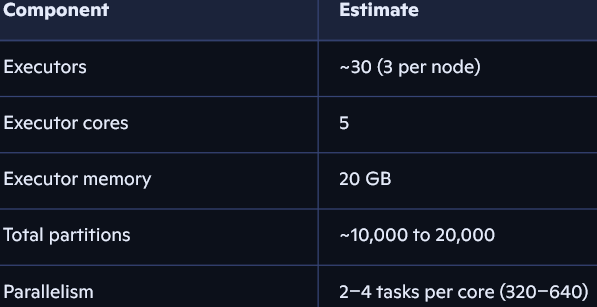 Component Estimate
Executors ~30 (3 per node)
Executor cores 5
Executor memory 20 GB
Total partitions ~10,000 to 20,000
Parallelism 2–4 tasks per core (320–640)